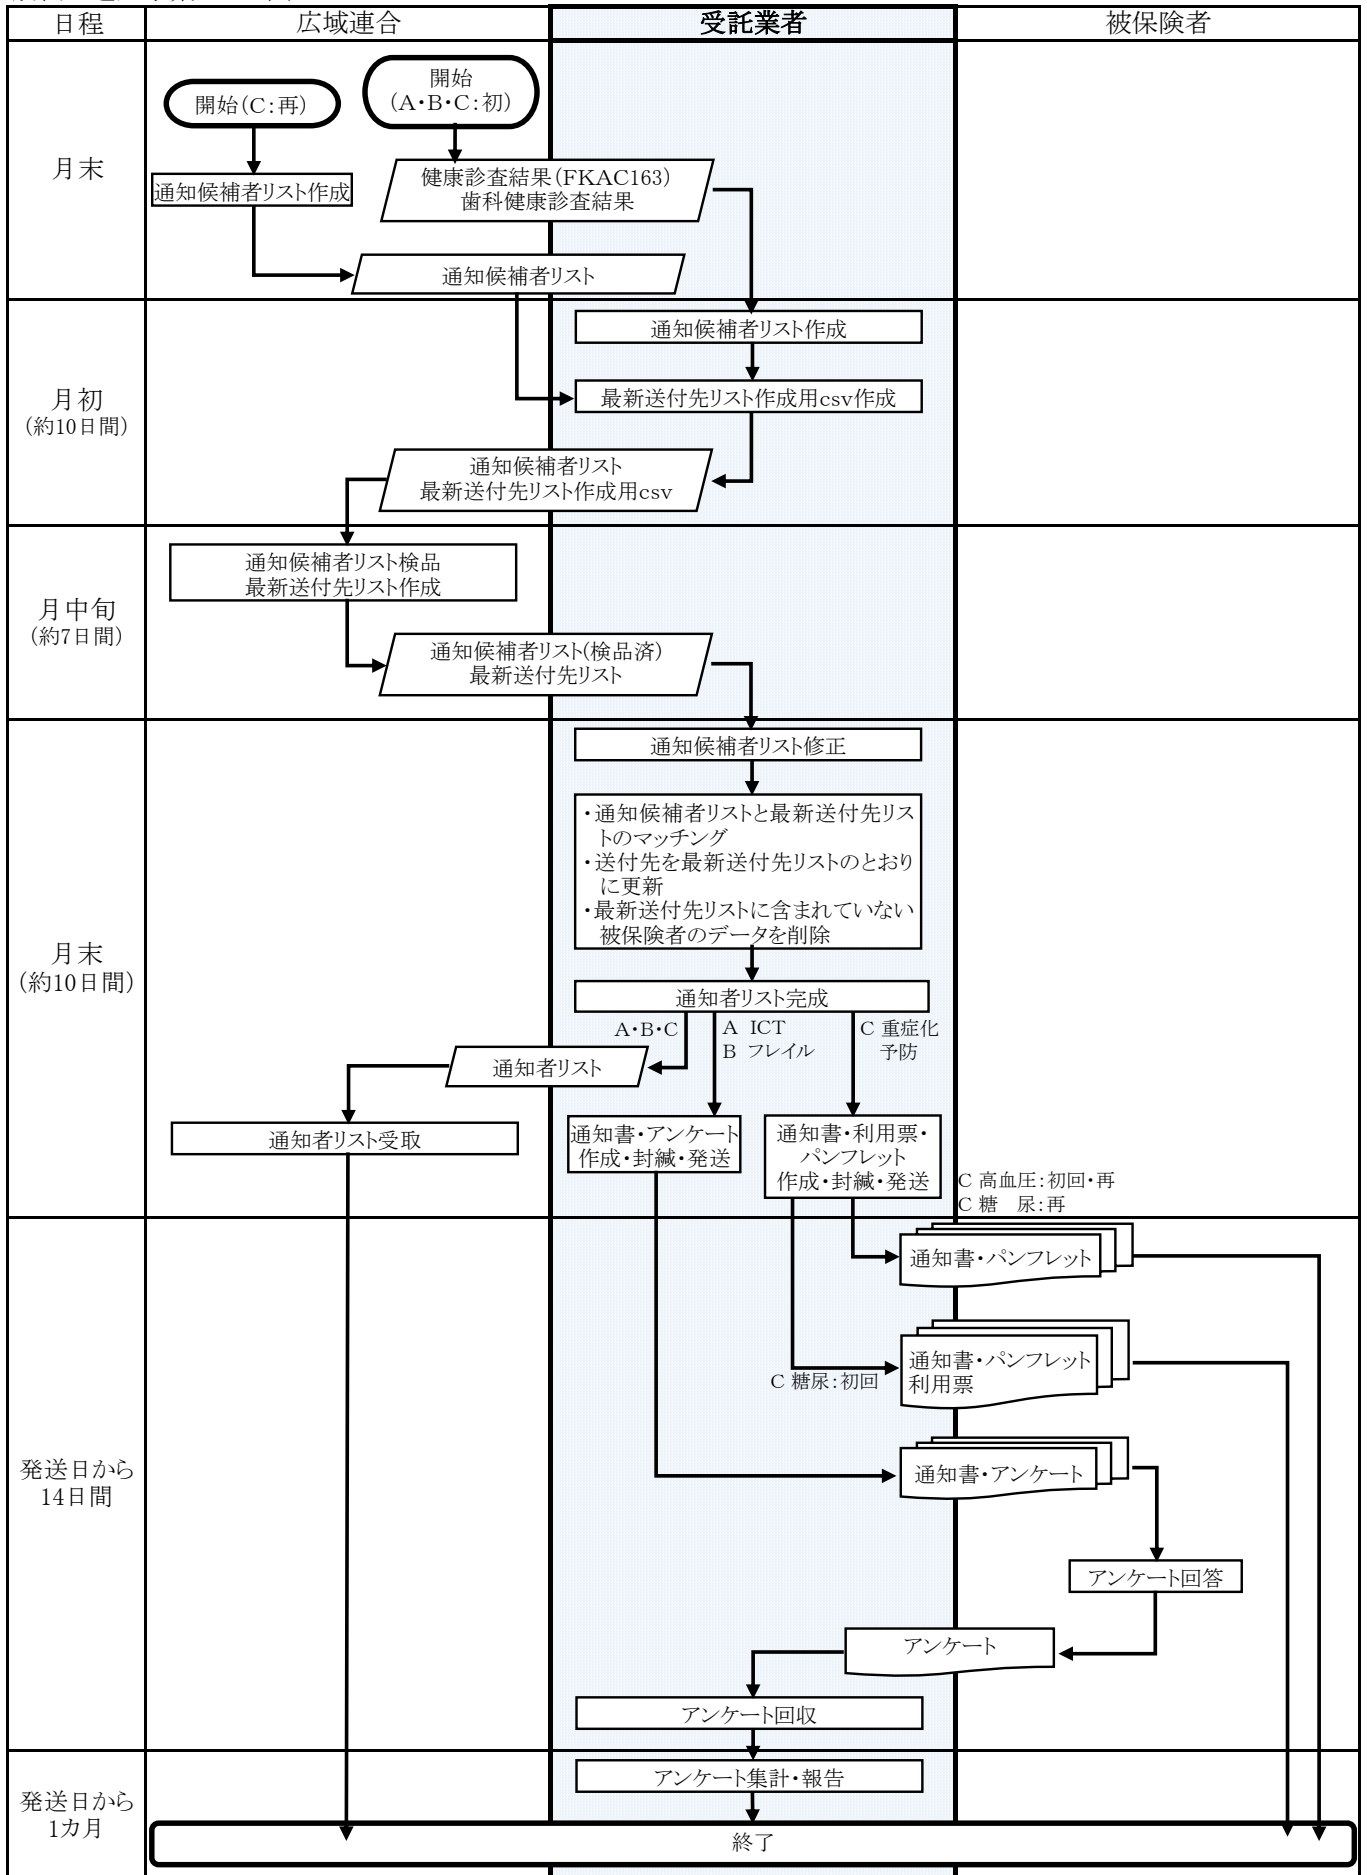 日程
広域連合
受託業者
被保険者
月末
開始(C:再)
開始
(A・B・C:初)
通知候補者リスト作成
健康診査結果(FKAC163)
歯科健康診査結果
通知候補者リスト
月初
(約10日間)
通知候補者リスト作成
最新送付先リスト作成用csv作成
通知候補者リスト
最新送付先リスト作成用csv
月中旬
(約7日間)
通知候補者リスト検品
最新送付先リスト作成
通知候補者リスト(検品済)
最新送付先リスト
月末
(約10日間)
通知候補者リスト修正
・通知候補者リストと最新送付先リス
トのマッチング
・送付先を最新送付先リストのとおり
に更新
・最新送付先リストに含まれていない
被保険者のデータを削除
通知者リスト完成
A・B・C
A ICT
B フレイル
C 重症化
予防
通知者リスト
通知者リスト受取
通知書・アンケート
作成・封緘・発送
通知書・利用票・
パンフレット
作成・封緘・発送
C 高血圧:初回・再
C 糖 尿:再
発送日から
14日間
通知書・パンフレット
C 糖尿:初回
通知書・パンフレット
利用票
通知書・アンケート
アンケート回答
アンケート
アンケート回収
発送日から
1カ月
アンケート集計・報告
終了